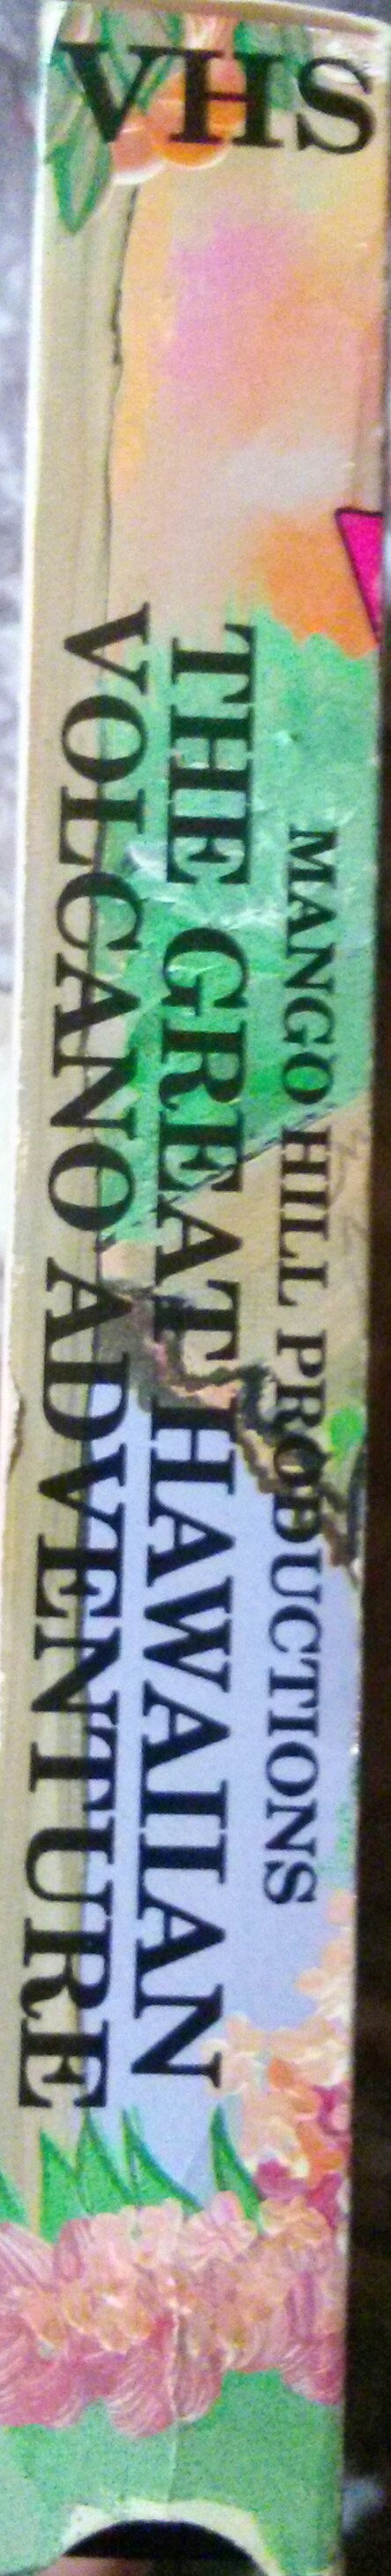 VHS
MANGO HILL PRODUCTIONS
THE GREAT HAWAIIAN
VOLCANO ADVENTURE